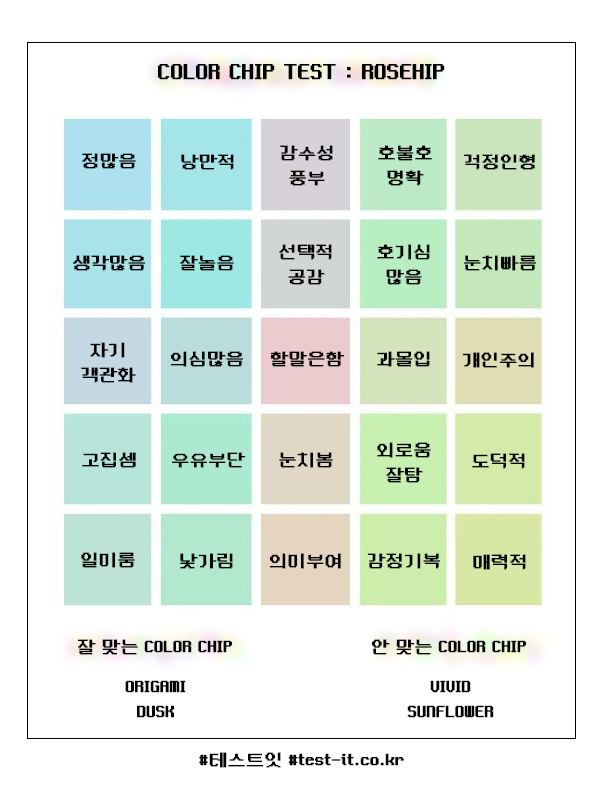 COLOR CHIP TEST : ROSEHIP
정많음
낭만적
감수성
풍부
호불호
명확
걱정인형
생각많음
잘놀음
선택적
공감
호기심
많음
눈치빠름
자기
객관화
의심많음
할말은함
과몰입
개인주의
고집셈
우유부단
눈치봄
외로움
잘탐
도덕적
일미룸
낯가림
의미부여
감정기복
매력적
잘 맞는 COLOR CHIP
ORIGAMI
DUSK
안 맞는 COLOR CHIP
VIVID
SUNFLOWER
#테스트잇 #test-it.co.kr